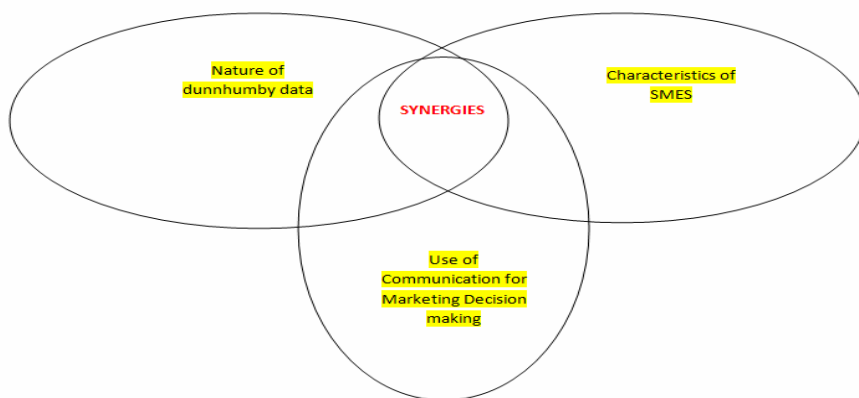 Nature of
dunnhumby data
Characteristics of
SMES
SYNERGIES
Use of
Communication for
Marketing Decision
making